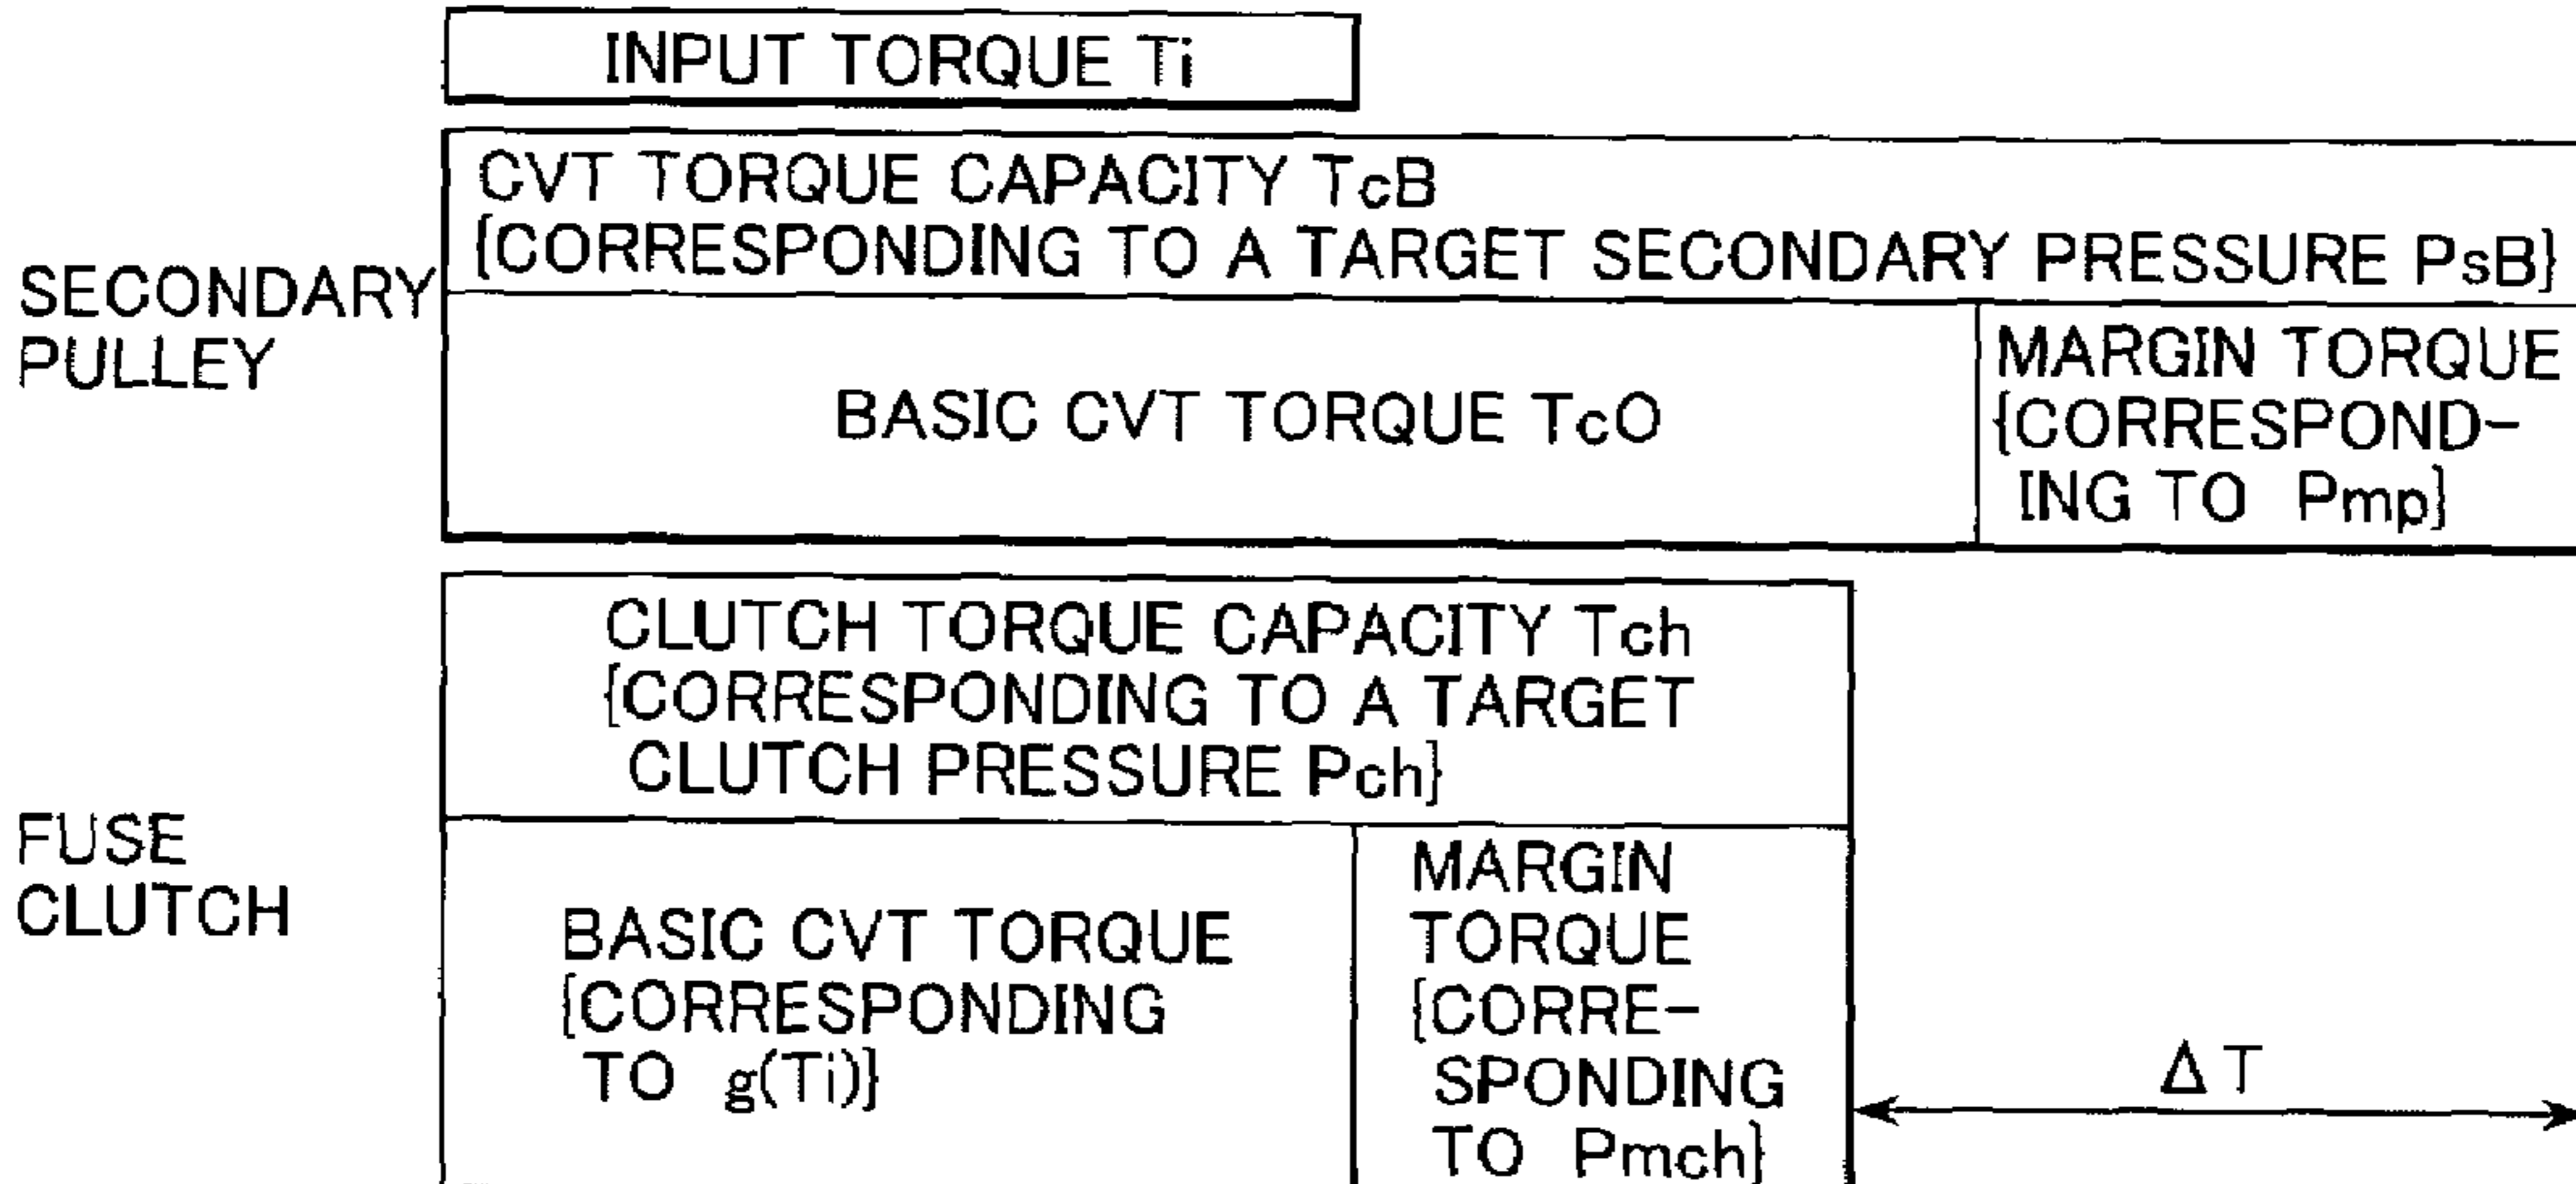 INPUT TORQUE Ti
SECONDARY
PULLEY
CVT TORQUE CAPACITY TcB
{CORRESPONDING TO A TARGET SECONDARY PRESSURE PsB}
BASIC CVT TORQUE TcO
MARGIN TORQUE
{CORRESPOND-
ING TO Pmp}
FUSE
CLUTCH
CLUTCH TORQUE CAPACITY Tch
{CORRESPONDING TO A TARGET
CLUTCH PRESSURE Pch}
BASIC CVT TORQUE
{CORRESPONDING
TO g(Ti)}
MARGIN
TORQUE
{CORRE-
SPONDING
TO Pmch}
ΔT